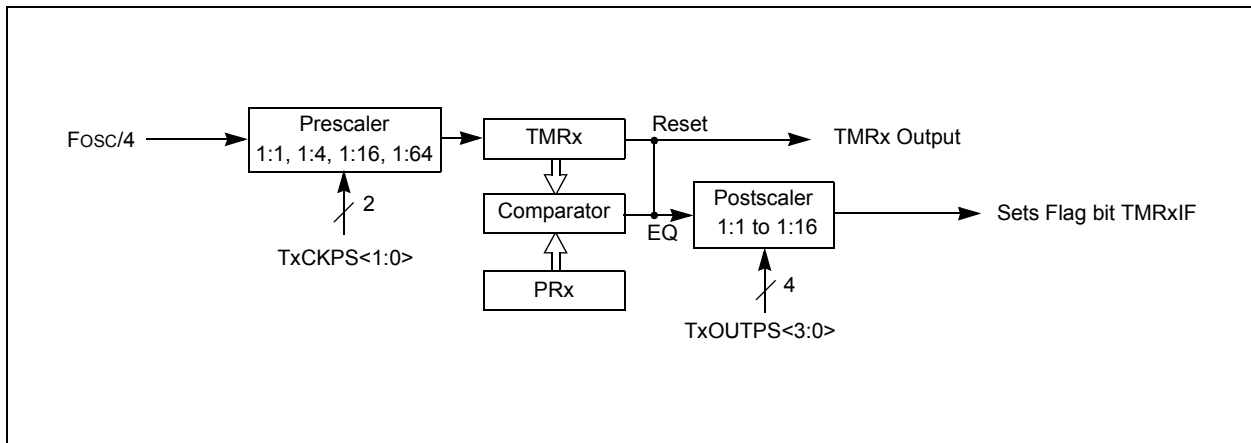 FOSC/4
Prescaler
1:1, 1:4, 1:16, 1:64
2
TxCKPS<1:0>
TMRx
Reset
TMRx Output
Comparator
EQ
PRx
Postscaler
1:1 to 1:16
4
TxOUTPS<3:0>
Sets Flag bit TMRxIF